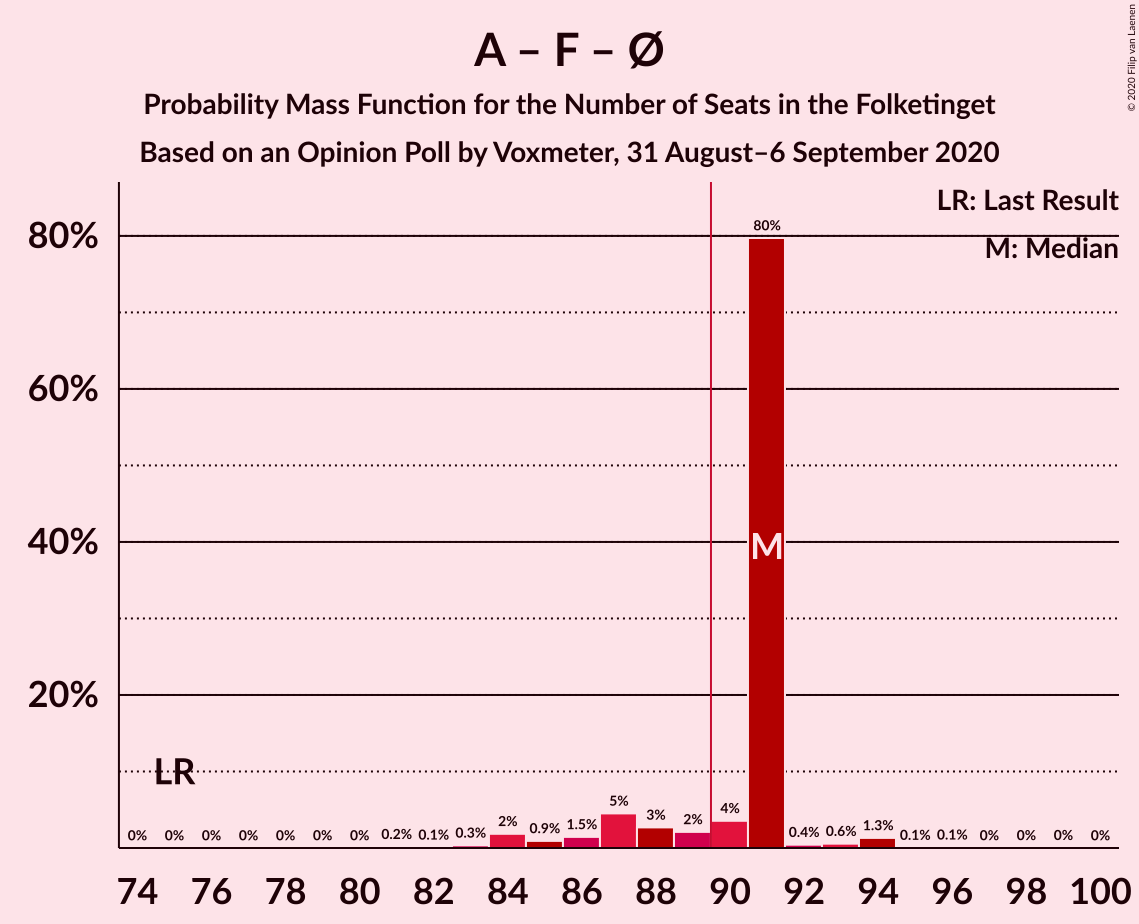 A – F – Ø
Probability Mass Function for the Number of Seats in the Folketinget
Based on an Opinion Poll by Voxmeter, 31 August–6 September 2020
© 2020 Filip van Laenen
LR: Last Result
M: Median
80%
60%
40%
20%
LR
M
0% 0% 0% 0% 0% 0% 0% 0.2% 0.1% 0.3% 2% 0.9% 1.5% 5% 3% 2% 4% 80% 0.4% 0.6% 1.3% 0.1% 0.1% 0% 0% 0% 0%
74 76 78 80 82 84 86 88 90 92 94 96 98 100